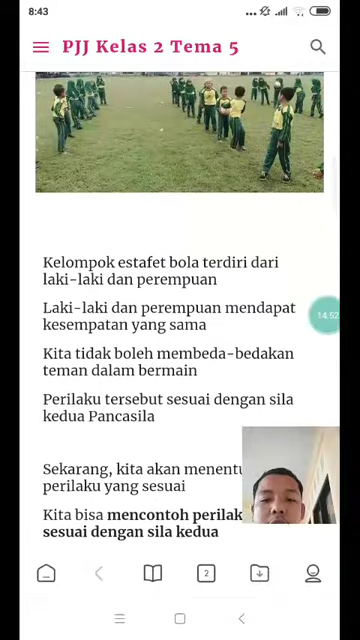 8:43
PJJ Kelas 2 Tema 5
Kelompok estafet bola terdiri dari
laki-laki dan perempuan
Laki-laki dan perempuan mendapat
kesempatan yang sama
14:52
Kita tidak boleh membeda-bedakan
teman dalam bermain
Perilaku tersebut sesuai dengan sila
kedua Pancasila
Sekarang, kita akan menentu
perilaku yang sesuai
Kita bisa mencontoh perilak
sesuai dengan sila kedua
2